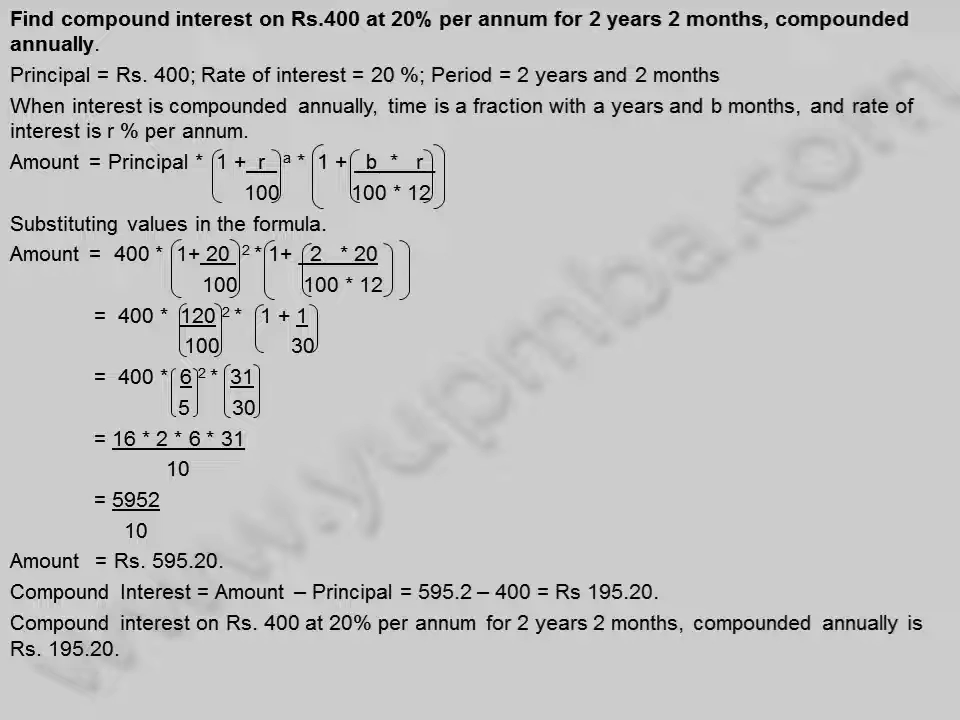 Find compound interest on Rs.400 at 20% per annum for 2 years 2 months, compounded
annually.
Principal = Rs. 400; Rate of interest = 20 %; Period = 2 years and 2 months
When interest is compounded annually, time is a fraction with a years and b months, and rate of
interest is r % per annum.
Amount = Principal * (1 + r )a * (1 +( b * r))
100 100 * 12
Substituting values in the formula.
Amount = 400 * (1+ 20 )2 *(1+ (2 * 20))
100 100 * 12
= 400 * (120)2 * (1 + 1)
100 30
= 400 *( 6)2 * (31)
5 30
= 16 * 2 * 6 * 31
10
= 5952
10
Amount = Rs. 595.20.
Compound Interest = Amount – Principal = 595.2 – 400 = Rs 195.20.
Compound interest on Rs. 400 at 20% per annum for 2 years 2 months, compounded annually is
Rs. 195.20.
www.yupmba.com